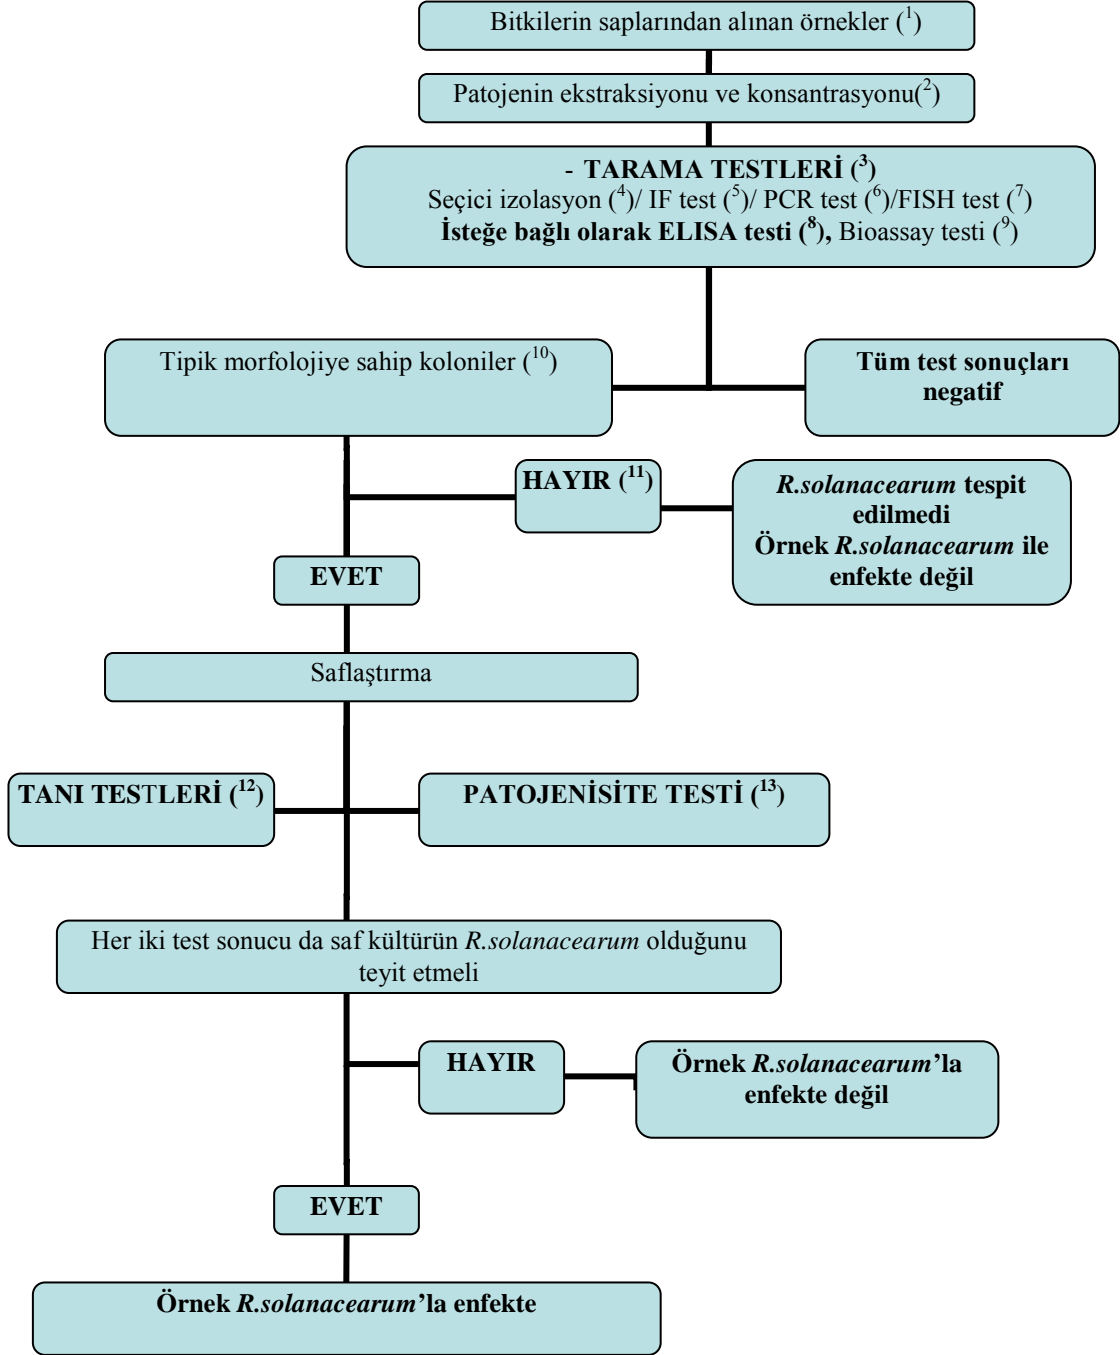 Bitkilerin saplarından alınan örnekler (1)
Patojenin ekstraksiyonu ve konsantrasyonu(2)
- TARAMA TESTLERİ (3)
Seçici izolasyon (4)/ IF test (5)/ PCR test (6)/FISH test (7)
İsteğe bağlı olarak ELISA testi (8), Bioassay testi (9)
Tipik morfolojiye sahip koloniler (10)
Tüm test sonuçları
negatif
HAYIR (11)
R.solanacearum tespit
edilmedi
Örnek R.solanacearum ile
enfekte değil
EVET
Saflaştırma
TANI TESTLERİ (12)
PATOJENİSİTE TESTİ (13)
Her iki test sonucu da saf kültürün R.solanacearum olduğunu
teyit etmeli
HAYIR
Örnek R.solanacearum’la
enfekte değil
EVET
Örnek R.solanacearum’la enfekte